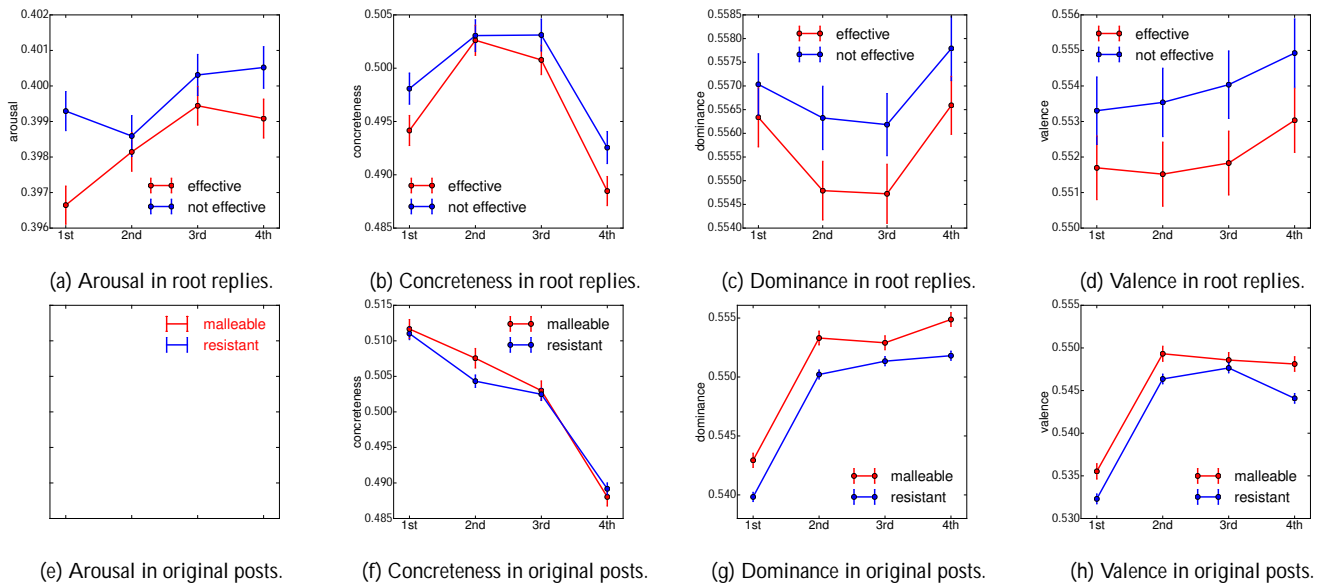 0.402
0.401
0.400
0.399
0.398
0.397
0.396
arousal
effective
not effective
1st 2nd 3rd 4th
(a) Arousal in root replies.
0.505
0.500
0.495
0.490
0.485
concreteness
effective
not effective
1st 2nd 3rd 4th
(b) Concreteness in root replies.
0.5585
0.5580
0.5575
0.5570
0.5565
0.5560
0.5555
0.5550
0.5545
0.5540
dominance
effective
not effective
1st 2nd 3rd 4th
(c) Dominance in root replies.
0.556
0.555
0.554
0.553
0.552
0.551
0.550
valence
effective
not effective
1st 2nd 3rd 4th
(d) Valence in root replies.
malleable
resistant
(e) Arousal in original posts.
0.515
0.510
0.505
0.500
0.495
0.490
0.485
concreteness
malleable
resistant
1st 2nd 3rd 4th
(f) Concreteness in original posts.
0.555
0.550
0.545
0.540
dominance
malleable
resistant
1st 2nd 3rd 4th
(g) Dominance in original posts.
0.555
0.550
0.545
0.540
0.535
0.530
valence
malleable
resistant
1st 2nd 3rd 4th
(h) Valence in original posts.